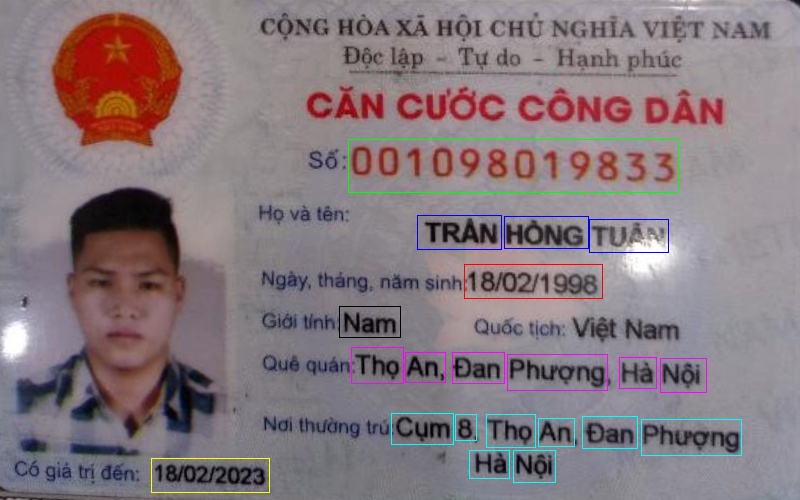 CỘNG HÒA XÃ HỘI CHỦ NGHĨA VIỆT NAM
Độc lập - Tự do - Hạnh phúc
CĂN CƯỚC CÔNG DÂN
Số: 001098019833
Họ và tên:
TRẦN HỒNG TUẤN
Ngày, tháng, năm sinh: 18/02/1998
Giới tính: Nam Quốc tịch: Việt Nam
Quê quán: Thọ An, Đan Phượng, Hà Nội
Nơi thường trú: Cụm 8, Thọ An, Đan Phượng
Hà Nội
Có giá trị đến: 18/02/2023